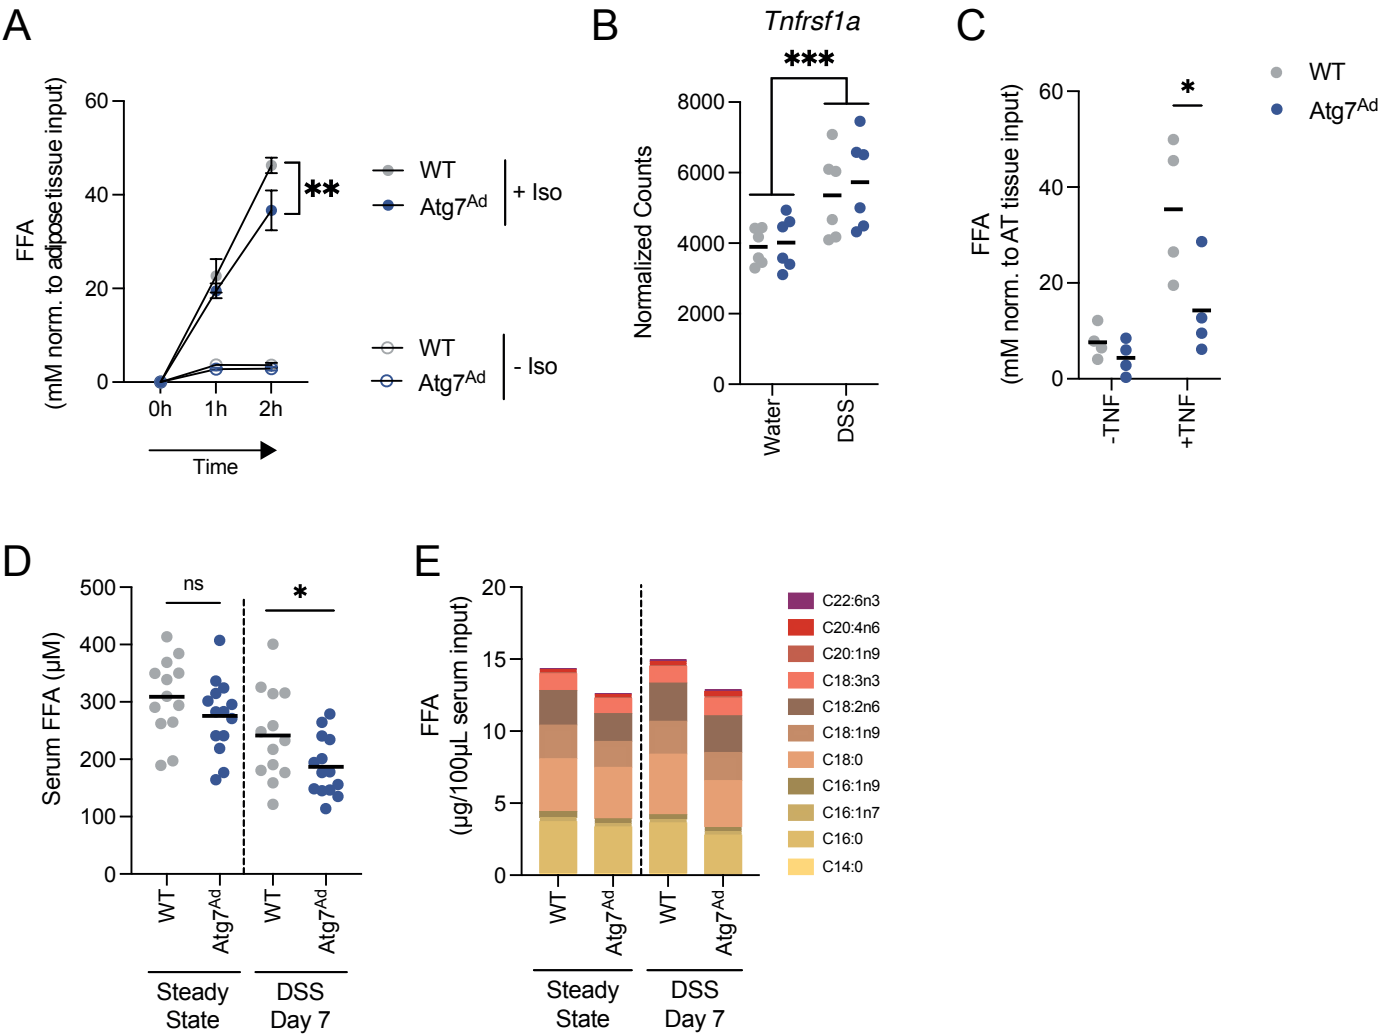 A
FFA
(mM norm. to adipose tissue input)
60
40
20
0
0h
1h
2h
Time
**
WT
Atg7Ad
+ Iso
WT
Atg7Ad
- Iso
B
Tnfrsf1a
***
Normalized Counts
8000
6000
4000
2000
0
Water
DSS
C
FFA
(mM norm. to AT tissue input)
60
40
20
0
*
-TNF
+TNF
WT
Atg7Ad
D
Serum FFA (µM)
500
400
300
200
100
0
ns
*
WT
Atg7Ad
WT
Atg7Ad
Steady
State
DSS
Day 7
E
FFA
(µg/100µL serum input)
20
15
10
5
0
WT
Atg7Ad
WT
Atg7Ad
Steady
State
DSS
Day 7
C22:6n3
C20:4n6
C20:1n9
C18:3n3
C18:2n6
C18:1n9
C18:0
C16:1n9
C16:1n7
C16:0
C14:0